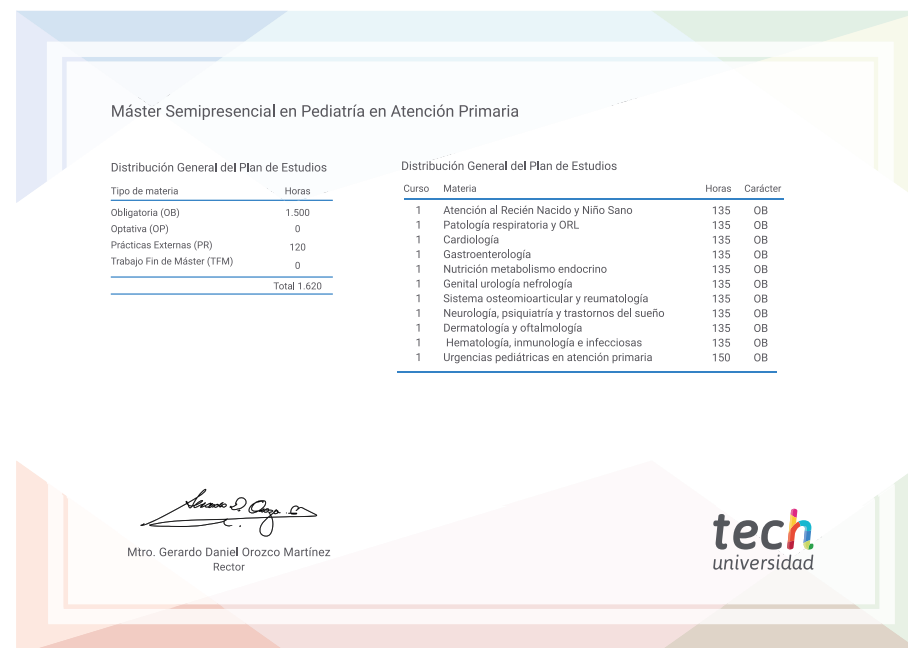 Máster Semipresencial en Pediatría en Atención Primaria
Distribución General del Plan de Estudios
Tipo de materia Horas
Obligatoria (OB) 1.500
Optativa (OP) 0
Prácticas Externas (PR) 120
Trabajo Fin de Máster (TFM) 0
Total 1.620
Distribución General del Plan de Estudios
Curso Materia Horas Carácter
1 Atención al Recién Nacido y Niño Sano 135 OB
1 Patología respiratoria y ORL 135 OB
1 Cardiología 135 OB
1 Gastroenterología 135 OB
1 Nutrición metabolismo endocrino 135 OB
1 Genital urología nefrología 135 OB
1 Sistema osteomioarticular y reumatología 135 OB
1 Neurología, psiquiatría y trastornos del sueño 135 OB
1 Dermatología y oftalmología 135 OB
1 Hematología, inmunología e infecciosas 135 OB
1 Urgencias pediátricas en atención primaria 150 OB
Mtro. Gerardo Daniel Orozco Martínez
Rector
tech
universidad